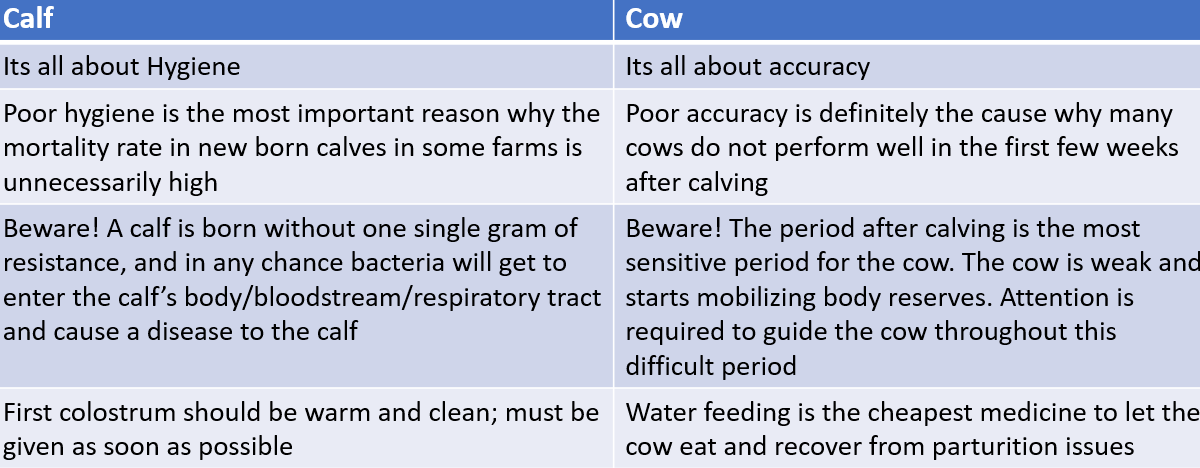 Calf
Cow
Its all about Hygiene
Its all about accuracy
Poor hygiene is the most important reason why the
mortality rate in new born calves in some farms is
unnecessarily high
Poor accuracy is definitely the cause why many
cows do not perform well in the first few weeks
after calving
Beware! A calf is born without one single gram of
resistance, and in any chance bacteria will get to
enter the calf’s body/bloodstream/respiratory tract
and cause a disease to the calf
Beware! The period after calving is the most
sensitive period for the cow. The cow is weak and
starts mobilizing body reserves. Attention is
required to guide the cow throughout this
difficult period
First colostrum should be warm and clean; must be
given as soon as possible
Water feeding is the cheapest medicine to let the
cow eat and recover from parturition issues